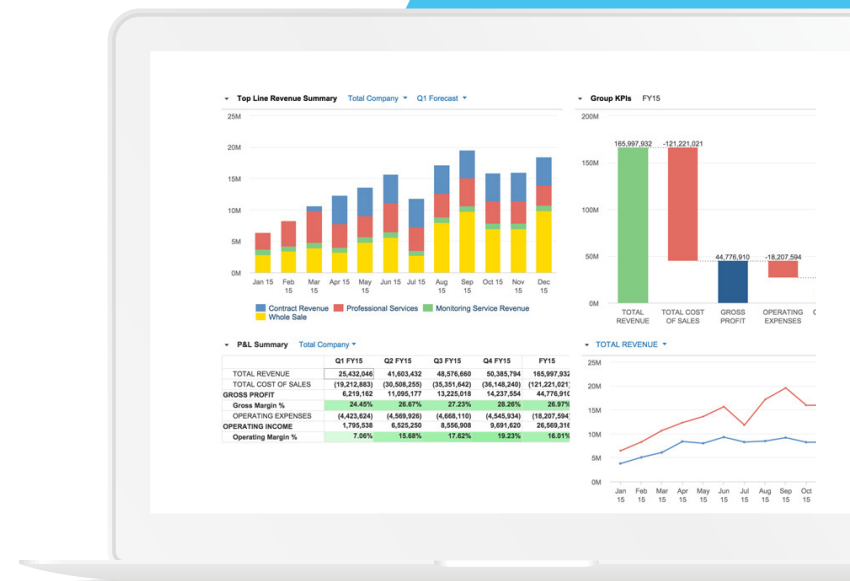 Top Line Revenue Summary Total Company Q1 Forecast
25M
20M
15M
10M
5M
0M
Jan 15 Feb 15 Mar 15 Apr 15 May 15 Jun 15 Jul 15 Aug 15 Sep 15 Oct 15 Nov 15 Dec 15
Contract Revenue Professional Services Monitoring Service Revenue
Whole Sale
Group KPIs FY15
200M
165,997,932 -121,221,021
150M
100M
50M
44,776,910 -18,207,594
0M
TOTAL REVENUE TOTAL COST OF SALES GROSS PROFIT OPERATING EXPENSES
P&L Summary Total Company
Q1 FY15 Q2 FY15 Q3 FY15 Q4 FY15 FY15
TOTAL REVENUE 25,432,046 41,603,432 48,576,660 50,385,794 165,997,932
TOTAL COST OF SALES (19,212,883) (30,508,255) (35,351,642) (36,148,240) (121,221,021)
GROSS PROFIT 6,219,162 11,095,177 13,225,018 14,237,554 44,776,910
Gross Margin % 24.45% 26.67% 27.23% 28.26% 26.97%
OPERATING EXPENSES (4,423,624) (4,569,926) (4,668,110) (4,545,934) (18,207,594)
OPERATING INCOME 1,795,538 6,525,250 8,556,908 9,691,620 26,569,316
Operating Margin % 7.06% 15.68% 17.62% 19.23% 16.01%
TOTAL REVENUE
25M
20M
15M
10M
5M
0M
Jan 15 Feb 15 Mar 15 Apr 15 May 15 Jun 15 Jul 15 Aug 15 Sep 15 Oct 15